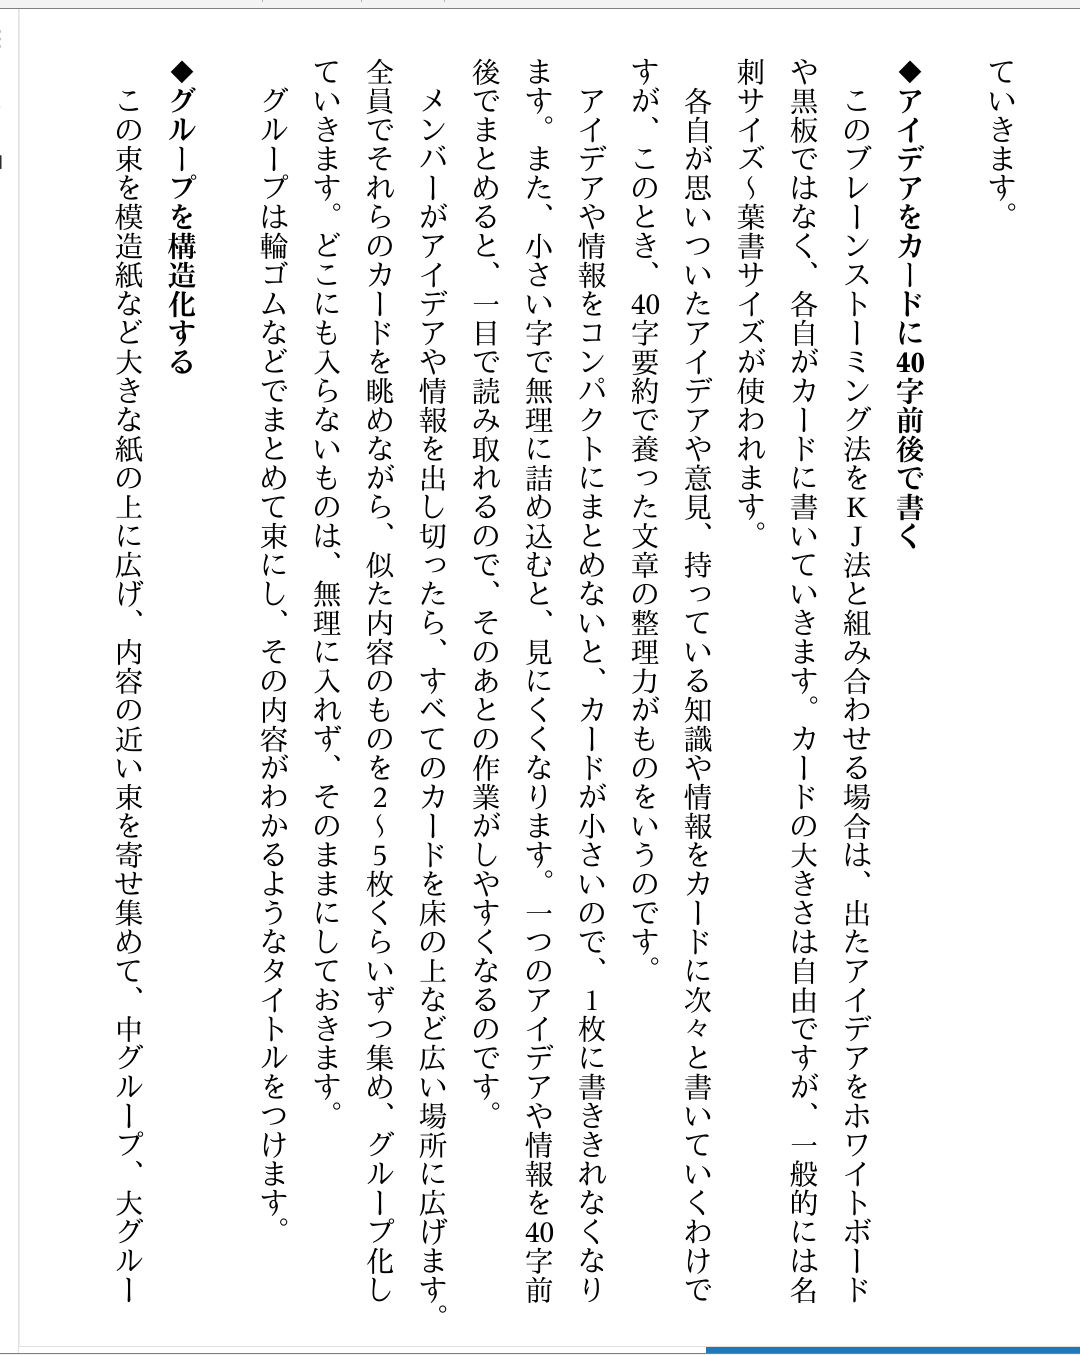 ていきます。
◆アイデアをカードに40字前後で書く
このブレーンストーミング法をKJ法と組み合わせる場合は、出たアイデアをホワイトボード
や黒板ではなく、各自がカードに書いていきます。カードの大きさは自由ですが、一般的には名
刺サイズ～葉書サイズが使われます。
各自が思いついたアイデアや意見、持っている知識や情報をカードに次々と書いていくわけで
すが、このとき、40字要約で養った文章の整理力がものをいうのです。
アイデアや情報をコンパクトにまとめないと、カードが小さいので、1枚に書ききれなくなり
ます。また、小さい字で無理に詰め込むと、見にくくなります。一つのアイデアや情報を40字前
後でまとめると、一目で読み取れるので、そのあとの作業がしやすくなるのです。
メンバーがアイデアや情報を出し切ったら、すべてのカードを床の上など広い場所に広げます。
全員でそれらのカードを眺めながら、似た内容のものを2～5枚くらいずつ集め、グループ化し
ていきます。どこにも入らないものは、無理に入れず、そのままにしておきます。
グループは輪ゴムなどでまとめて束にし、その内容がわかるようなタイトルをつけます。
◆グループを構造化する
この束を模造紙など大きな紙の上に広げ、内容の近い束を寄せ集めて、中グループ、大グルー